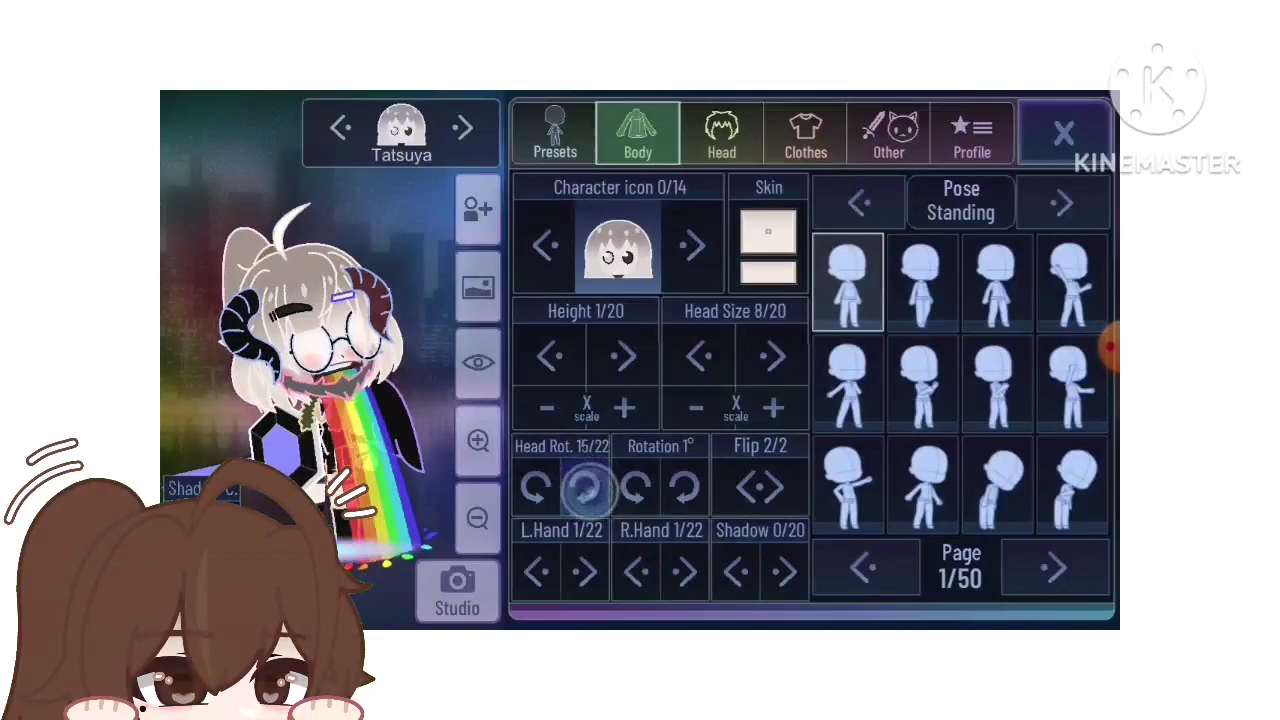 Tatsuya
Presets
Body
Head
Clothes
Other
Profile
X
K
KINEMASTER
Character icon 0/14
Skin
Pose
Standing
Height 1/20
Head Size 8/20
X
scale
X
scale
Head Rot. 15/22
Rotation 1°
Flip 2/2
L.Hand 1/22
R.Hand 1/22
Shadow 0/20
Page
1/50
Studio